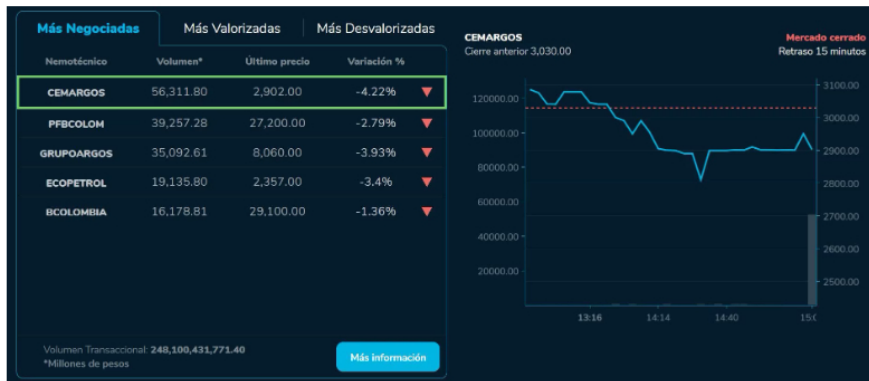 Más Negociadas Más Valorizadas Más Desvalorizadas
Nemotécnico Volumen* Último precio Variación %
CEMARGOS 56,311.80 2,902.00 -4.22%
PFBCOLOM 39,257.28 27,200.00 -2.79%
GRUPOARGOS 35,092.61 8,060.00 -3.93%
ECOPETROL 19,135.80 2,357.00 -3.4%
BCOLOMBIA 16,178.81 29,100.00 -1.36%
Volumen Transaccional: 248,100,431,771.40
*Millones de pesos
Más información
CEMARGOS
Cierre anterior 3,030.00
Mercado cerrado
Retraso 15 minutos
120000.00
100000.00
80000.00
60000.00
40000.00
20000.00
3100.00
3000.00
2900.00
2800.00
2700.00
2600.00
2500.00
13:16 14:14 14:40